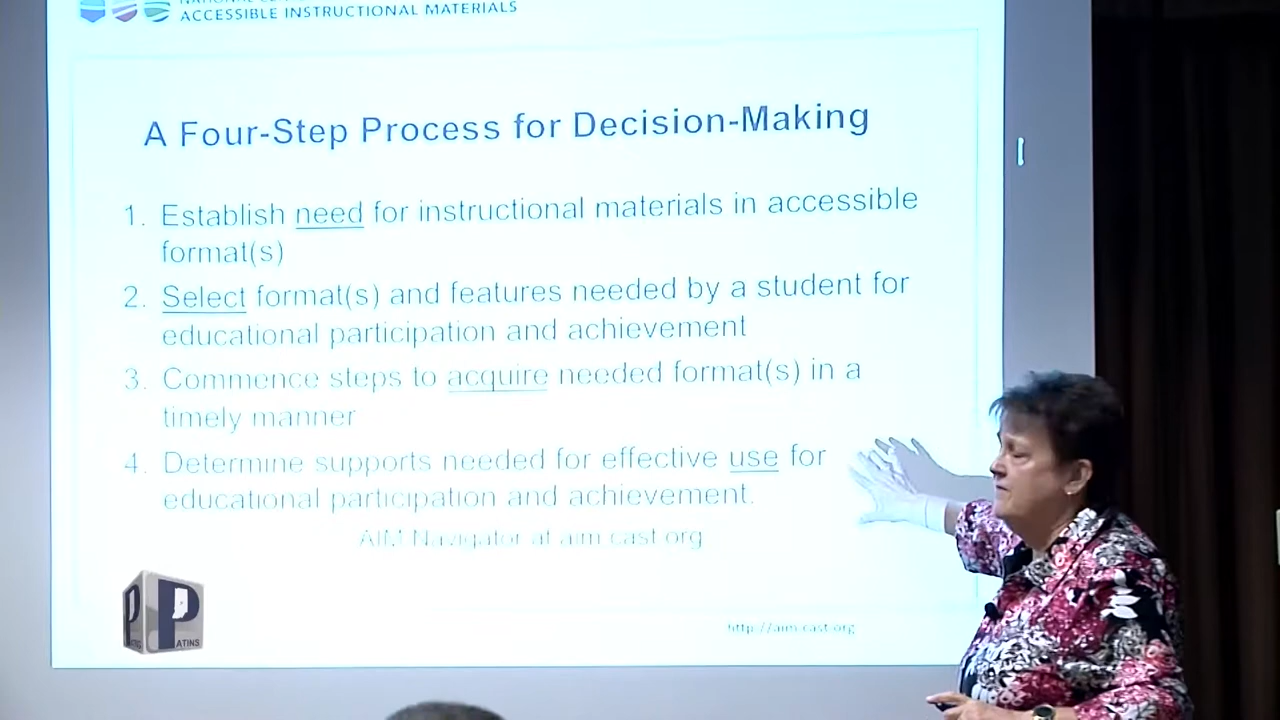 ACCESSIBLE INSTRUCTIONAL MATERIALS
A Four-Step Process for Decision-Making
1. Establish need for instructional materials in accessible
format(s)
2. Select format(s) and features needed by a student for
educational participation and achievement
3. Commence steps to acquire needed format(s) in a
timely manner
4. Determine supports needed for effective use for
educational participation and achievement.
AIM Navigator at aim.cast.org
P P
ATINS
http://aim.cast.org